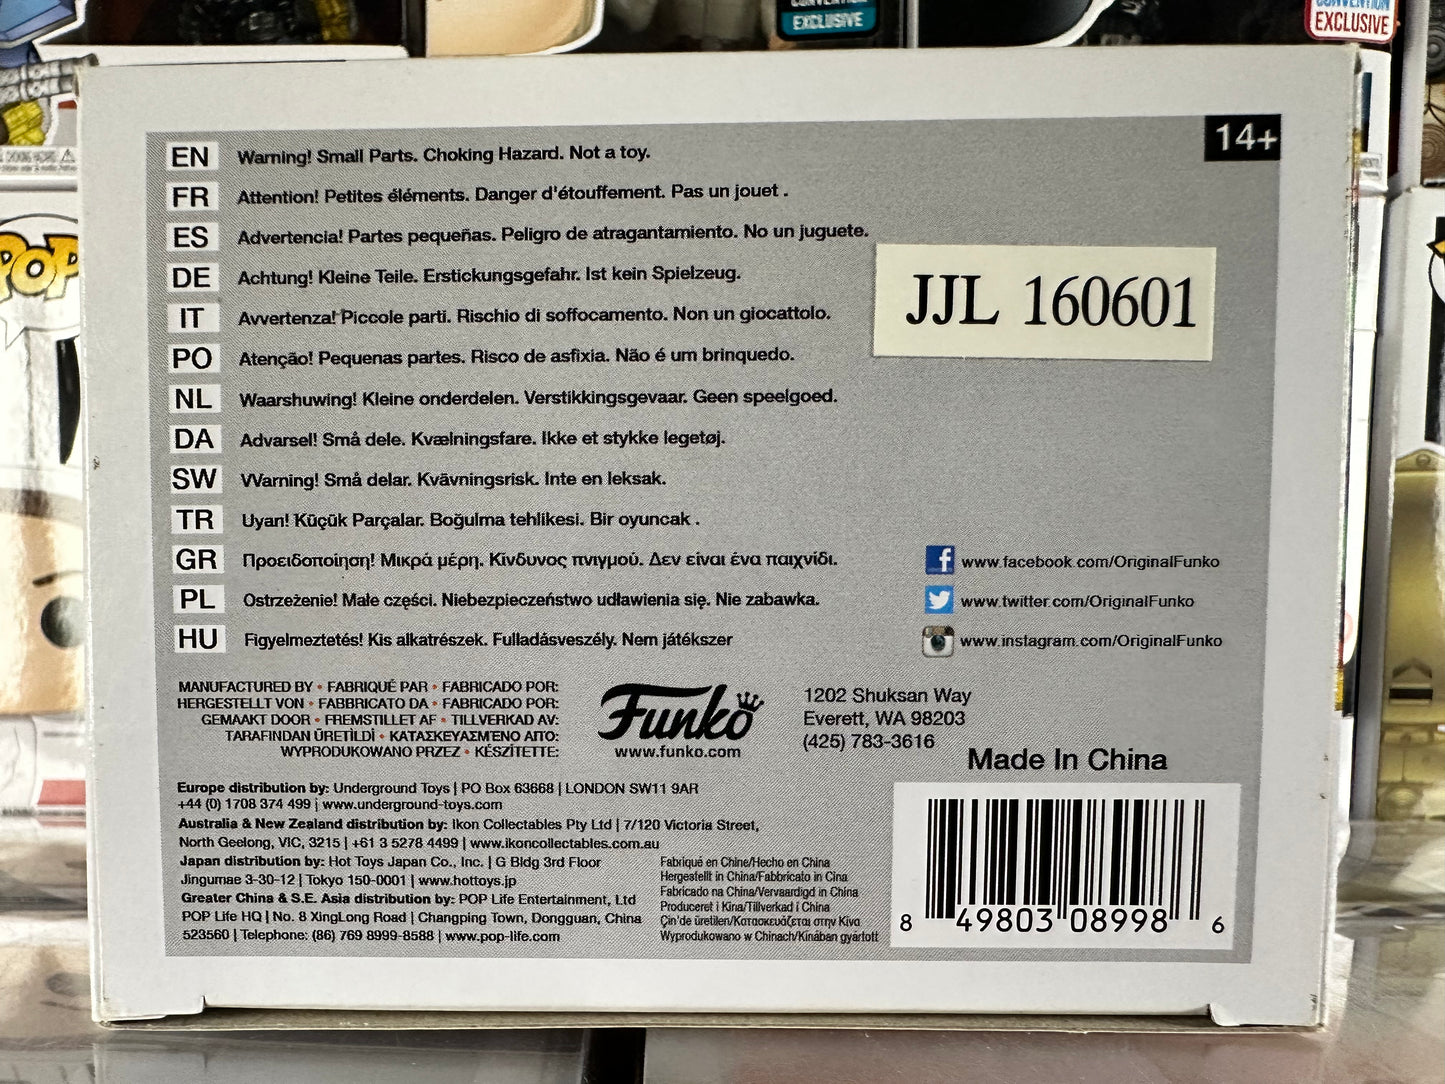 CONVENTION
EXCLUSIVE
CONVENTION
EXCLUSIVE
POP
14+
EN Warning! Small Parts. Choking Hazard. Not a toy.
FR Attention! Petites éléments. Danger d'étouffement. Pas un jouet .
ES Advertencia! Partes pequeñas. Peligro de atragantamiento. No un juguete.
DE Achtung! Kleine Teile. Erstickungsgefahr. Ist kein Spielzeug.
IT Avvertenza! Piccole parti. Rischio di soffocamento. Non un giocattolo.
PO Atenção! Pequenas partes. Risco de asfixia. Não é um brinquedo.
NL Waarshuwing! Kleine onderdelen. Verstikkingsgevaar. Geen speelgoed.
DA Advarsel! Små dele. Kvælningsfare. Ikke et stykke legetøj.
SW Warning! Små delar. Kvävningsrisk. Inte en leksak.
TR Uyarı! Küçük Parçalar. Boğulma tehlikesi. Bir oyuncak .
GR Προειδοποίηση! Μικρά μέρη. Κίνδυνος πνιγμού. Δεν είναι ένα παιχνίδι.
PL Ostrzeżenie! Małe części. Niebezpieczeństwo udławienia się. Nie zabawka.
HU Figyelmeztetés! Kis alkatrészek. Fulladásveszély. Nem játékszer
JJL 160601
www.facebook.com/OriginalFunko
www.twitter.com/OriginalFunko
www.instagram.com/OriginalFunko
MANUFACTURED BY • FABRIQUÉ PAR • FABRICADO POR:
HERGESTELLT VON • FABBRICATO DA • FABRICADO POR:
GEMAAKT DOOR • FREMSTILLET AF • TILLVERKAD AV:
TARAFINDAN ÜRETİLDİ • ΚΑΤΑΣΚΕΥΑΣΜΈΝΟ ΑΠΌ:
WYPRODUKOWANO PRZEZ • KÉSZÍTETTE:
Funko
www.funko.com
1202 Shuksan Way
Everett, WA 98203
(425) 783-3616
Made In China
Europe distribution by: Underground Toys | PO Box 63668 | LONDON SW11 9AR
+44 (0) 1708 374 499 | www.underground-toys.com
Australia & New Zealand distribution by: Ikon Collectables Pty Ltd | 7/120 Victoria Street,
North Geelong, VIC, 3215 | +61 3 5278 4499 | www.ikoncollectables.com.au
Japan distribution by: Hot Toys Japan Co., Inc. | G Bldg 3rd Floor
Jingumae 3-30-12 | Tokyo 150-0001 | www.hottoys.jp
Greater China & S.E. Asia distribution by: POP Life Entertainment, Ltd
POP Life HQ | No. 8 XingLong Road | Changping Town, Dongguan, China
523560 | Telephone: (86) 769 8999-8588 | www.pop-life.com
Fabriqué en Chine/Hecho en China
Hergestellt in China/Fabbricato in Cina
Fabricado na China/Vervaardigd in China
Produceret i Kina/Tillverkad i China
Çin'de üretilen/Κατασκευάζεται στην Κίνα
Wyprodukowano w Chinach/Kínában gyártott
8 49803 08998 6